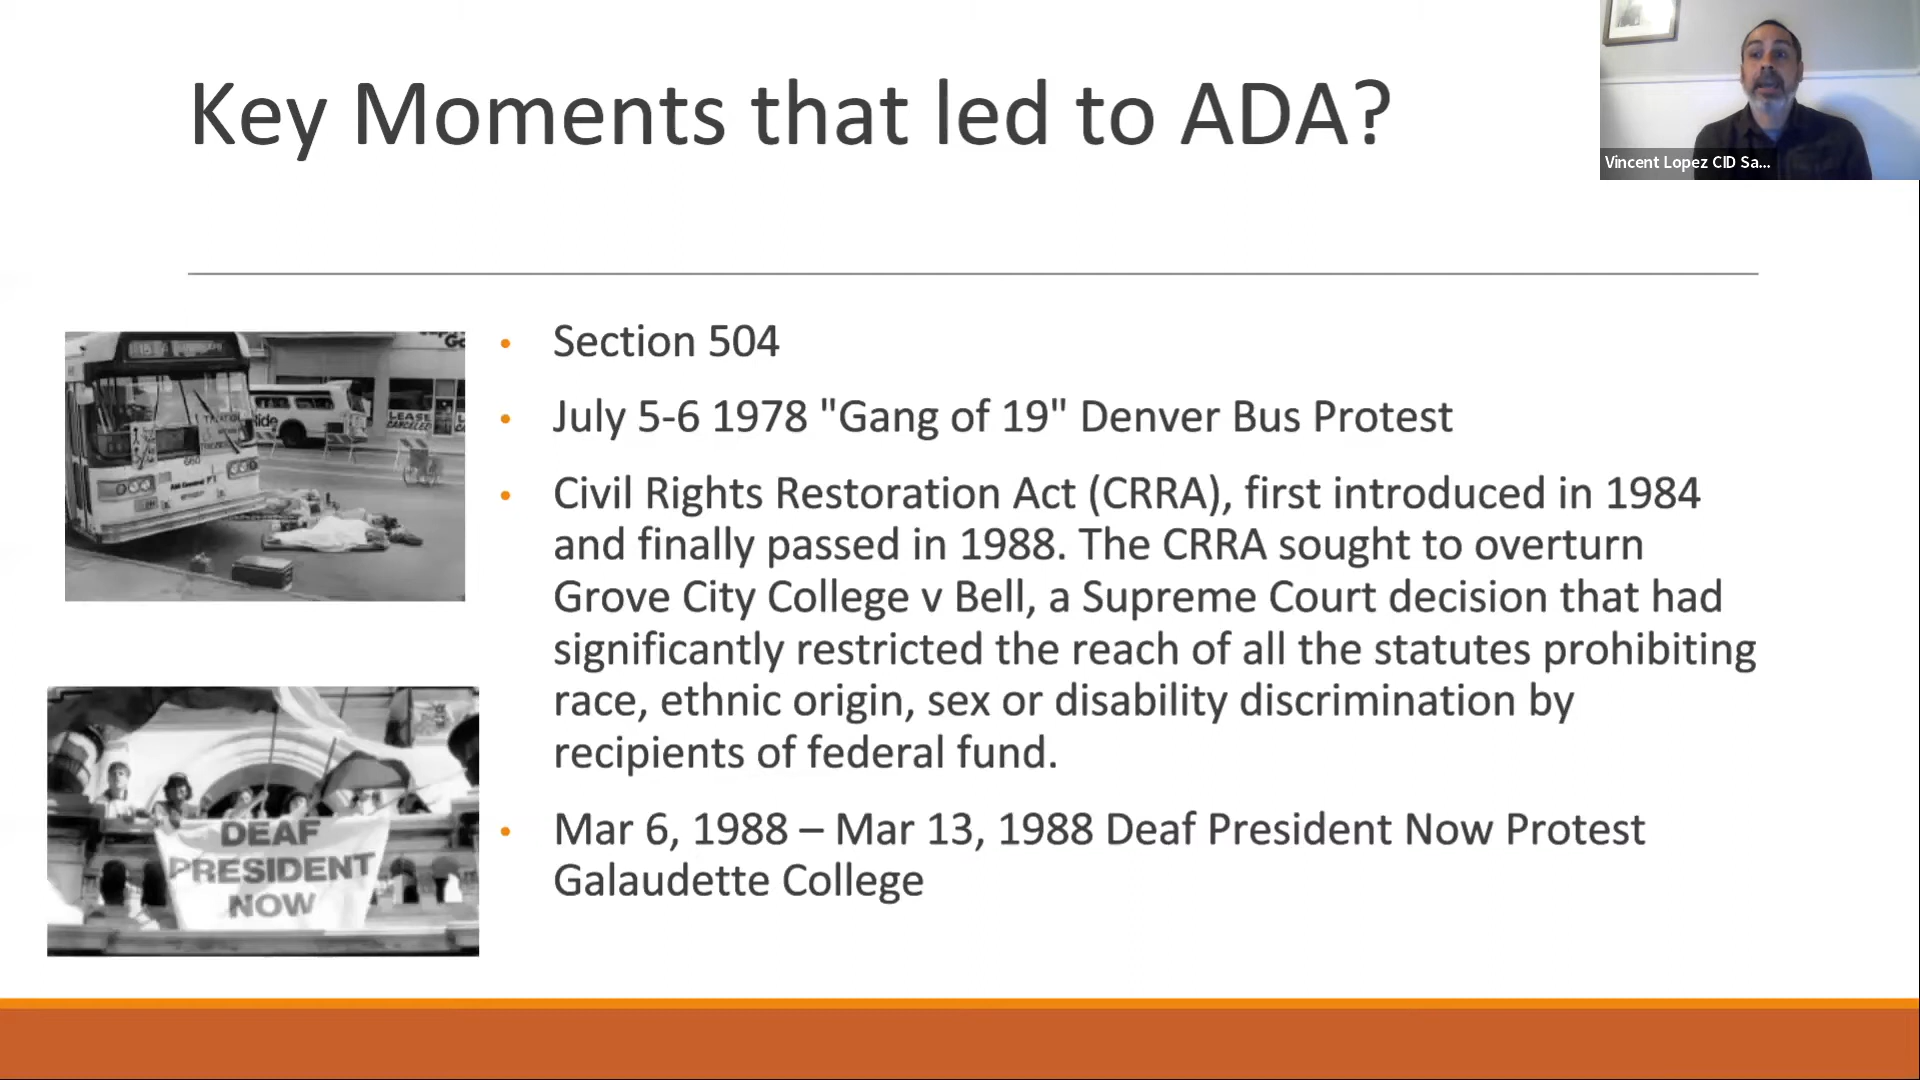 Key Moments that led to ADA?
Vincent Lopez CID Sa...
• Section 504
• July 5-6 1978 "Gang of 19" Denver Bus Protest
• Civil Rights Restoration Act (CRRA), first introduced in 1984
and finally passed in 1988. The CRRA sought to overturn
Grove City College v Bell, a Supreme Court decision that had
significantly restricted the reach of all the statutes prohibiting
race, ethnic origin, sex or disability discrimination by
recipients of federal fund.
• Mar 6, 1988 – Mar 13, 1988 Deaf President Now Protest
Galaudette College
Ride
LEASE
CANCELED
DEAF
PRESIDENT
NOW